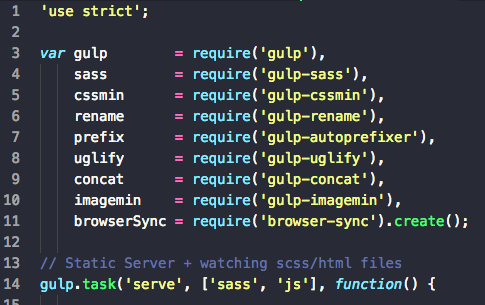 1 'use strict';
2
3 var gulp        = require('gulp'),
4     sass        = require('gulp-sass'),
5     cssmin      = require('gulp-cssmin'),
6     rename      = require('gulp-rename'),
7     prefix      = require('gulp-autoprefixer'),
8     uglify      = require('gulp-uglify'),
9     concat      = require('gulp-concat'),
10     imagemin    = require('gulp-imagemin'),
11     browserSync = require('browser-sync').create();
12
13 // Static Server + watching scss/html files
14 gulp.task('serve', ['sass', 'js'], function() {
15